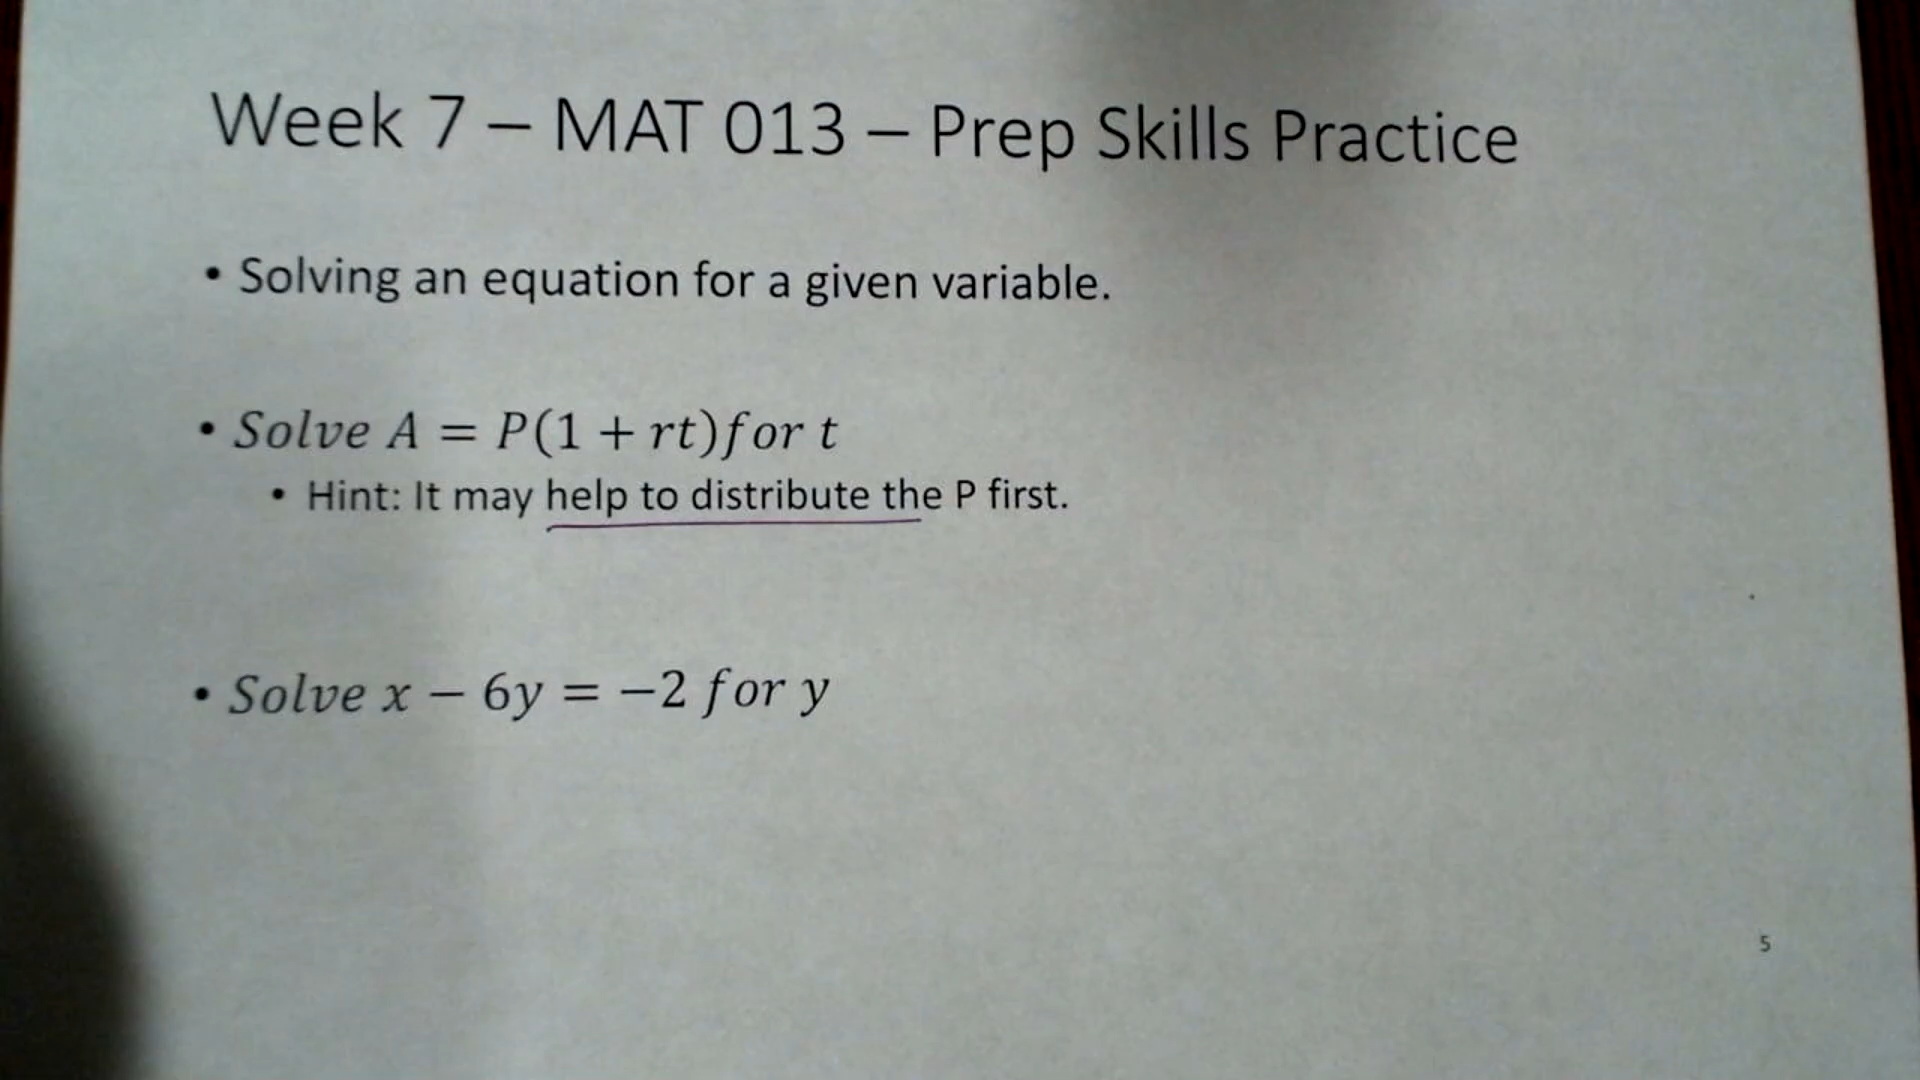 Week 7 – MAT 013 – Prep Skills Practice
• Solving an equation for a given variable.
• Solve A = P(1 + rt)for t
• Hint: It may help to distribute the P first.
• Solve x − 6y = −2 for y
5